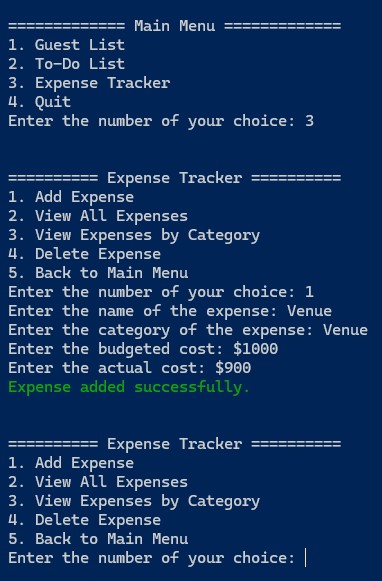 ============= Main Menu =============
1. Guest List
2. To-Do List
3. Expense Tracker
4. Quit
Enter the number of your choice: 3
========== Expense Tracker ==========
1. Add Expense
2. View All Expenses
3. View Expenses by Category
4. Delete Expense
5. Back to Main Menu
Enter the number of your choice: 1
Enter the name of the expense: Venue
Enter the category of the expense: Venue
Enter the budgeted cost: $1000
Enter the actual cost: $900
Expense added successfully.
========== Expense Tracker ==========
1. Add Expense
2. View All Expenses
3. View Expenses by Category
4. Delete Expense
5. Back to Main Menu
Enter the number of your choice: